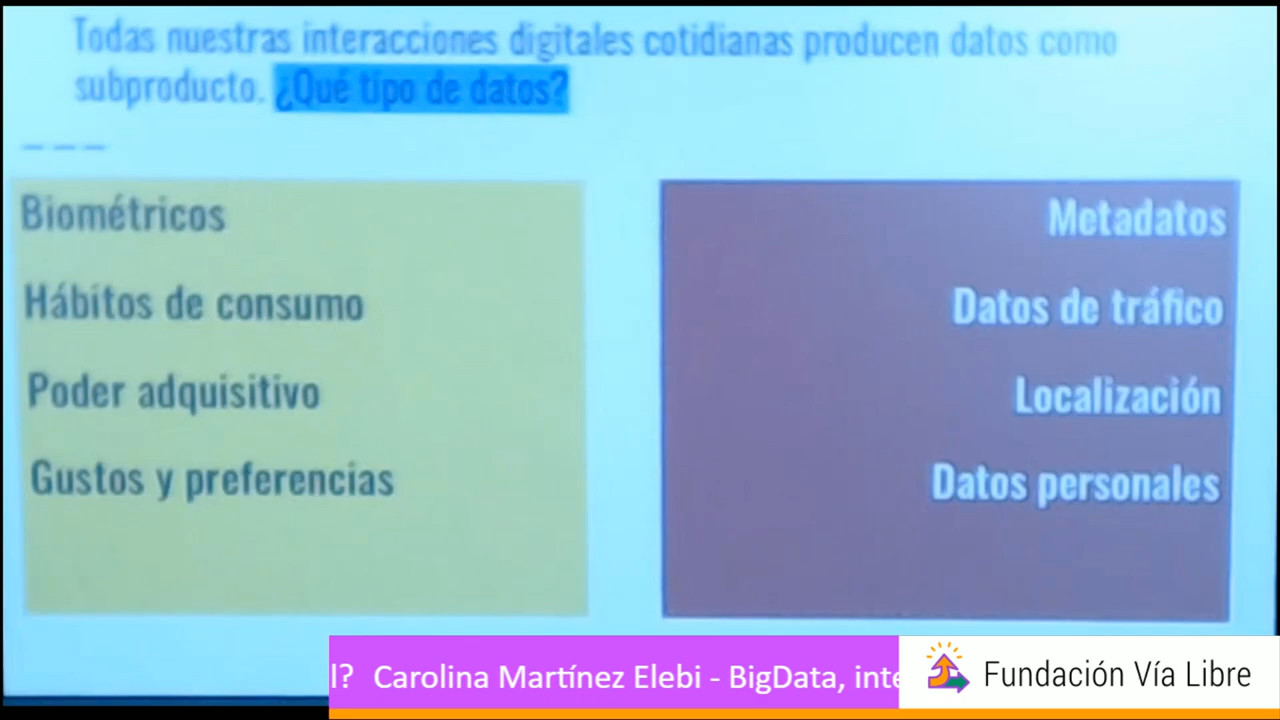 Todas nuestras interacciones digitales cotidianas producen datos como
subproducto. ¿Qué tipo de datos?
Biométricos
Hábitos de consumo
Poder adquisitivo
Gustos y preferencias
Metadatos
Datos de tráfico
Localización
Datos personales
l? Carolina Martínez Elebi - BigData, inte
Fundación Vía Libre